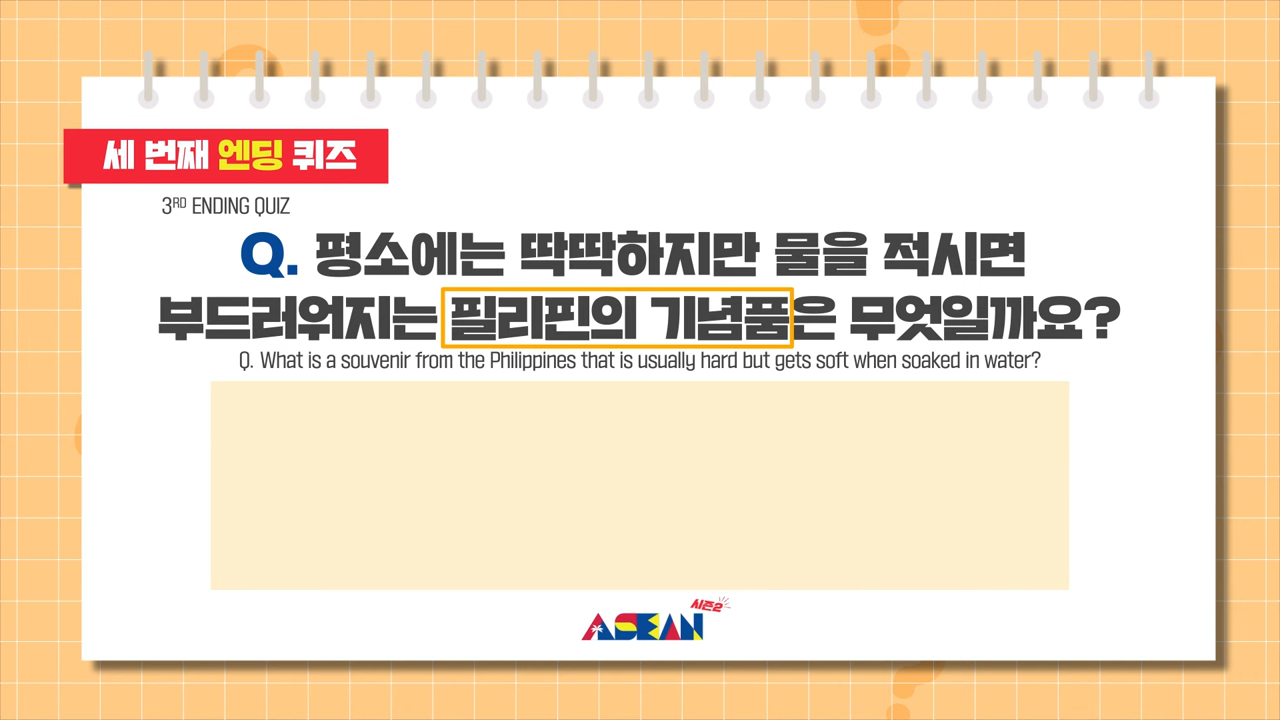 세 번째 엔딩 퀴즈
3RD ENDING QUIZ
Q. 평소에는 딱딱하지만 물을 적시면
부드러워지는 필리핀의 기념품은 무엇일까요?
Q. What is a souvenir from the Philippines that is usually hard but gets soft when soaked in water?
시즌2
ASEAN